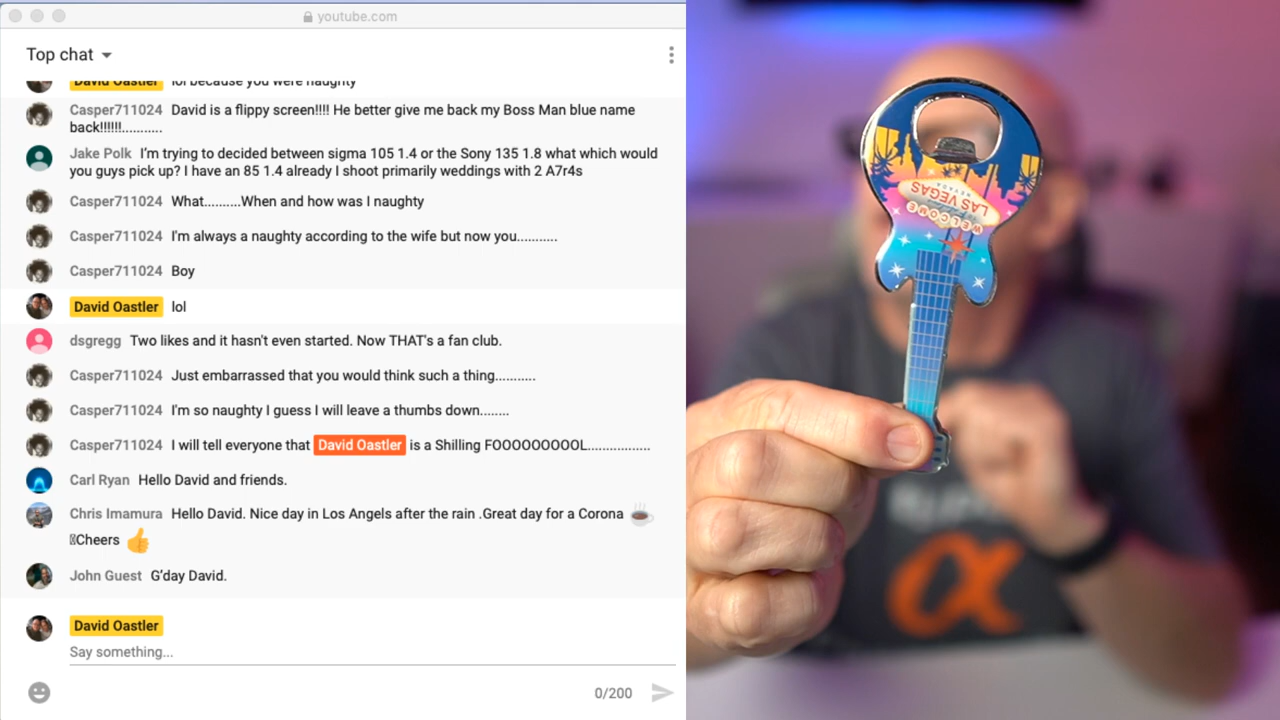 youtube.com
Top chat
David Oastler lol because you were naughty
Casper711024 David is a flippy screen!!!! He better give me back my Boss Man blue name
back!!!!!!...........
Jake Polk I'm trying to decided between sigma 105 1.4 or the Sony 135 1.8 what which would
you guys pick up? I have an 85 1.4 already I shoot primarily weddings with 2 A7r4s
Casper711024 What..........When and how was I naughty
Casper711024 I'm always a naughty according to the wife but now you...........
Casper711024 Boy
David Oastler lol
dsgregg Two likes and it hasn't even started. Now THAT's a fan club.
Casper711024 Just embarrassed that you would think such a thing...........
Casper711024 I'm so naughty I guess I will leave a thumbs down........
Casper711024 I will tell everyone that David Oastler is a Shilling FOOOOOOOOOL.................
Carl Ryan Hello David and friends.
Chris Imamura Hello David. Nice day in Los Angels after the rain .Great day for a Corona ☕
Cheers 👍
John Guest G'day David.
David Oastler
Say something...
0/200
WELCOME
LAS VEGAS
NEVADA
α